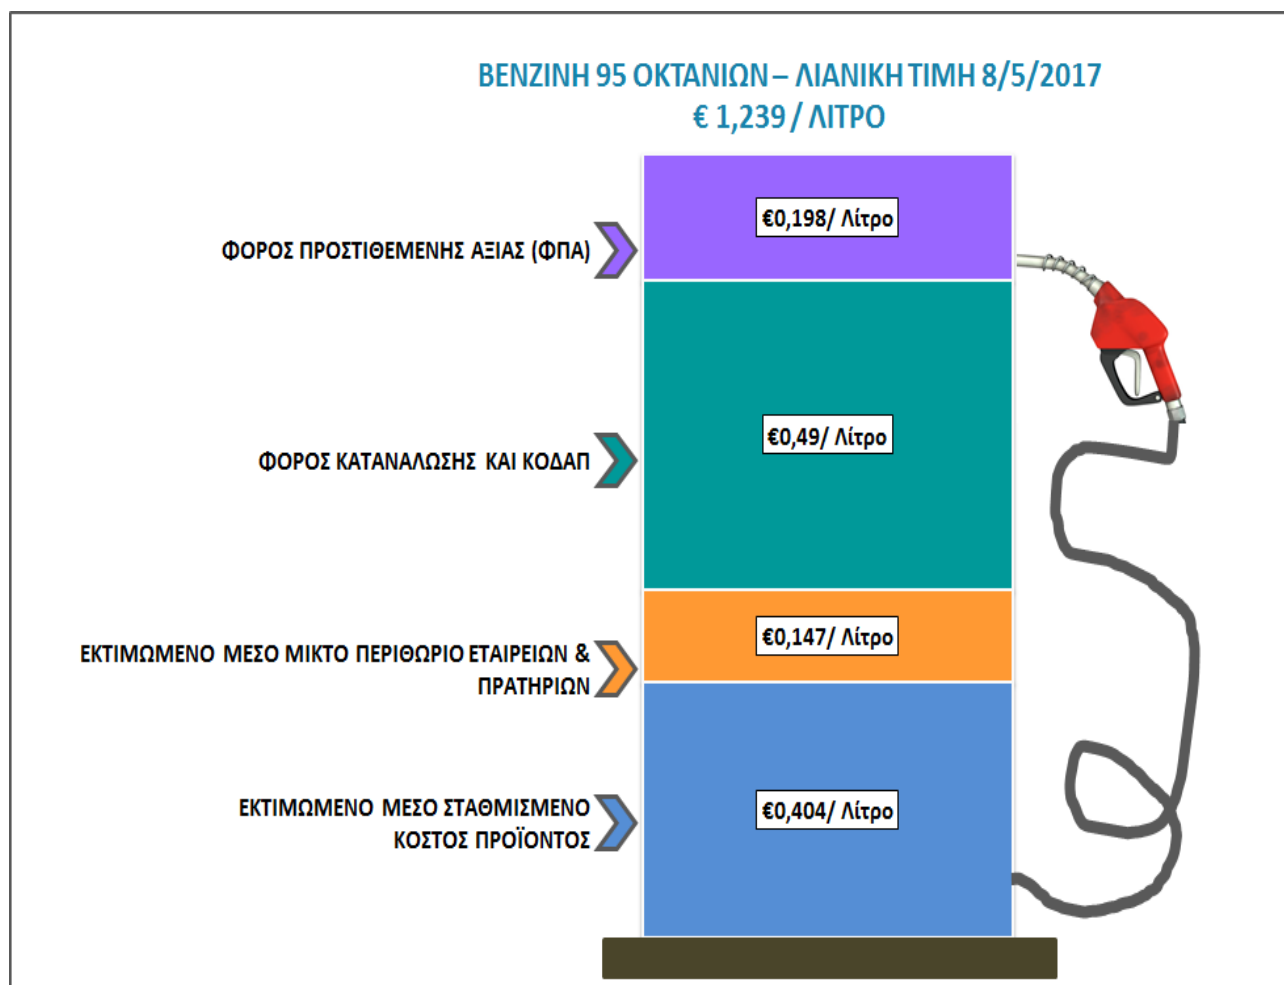 ΒΕΝΖΙΝΗ 95 ΟΚΤΑΝΙΩΝ – ΛΙΑΝΙΚΗ ΤΙΜΗ 8/5/2017
€ 1,239 / ΛΙΤΡΟ
€0,198/ Λίτρο
ΦΟΡΟΣ ΠΡΟΣΤΙΘΕΜΕΝΗΣ ΑΞΙΑΣ (ΦΠΑ)
€0,49/ Λίτρο
ΦΟΡΟΣ ΚΑΤΑΝΑΛΩΣΗΣ ΚΑΙ ΚΟΔΑΠ
€0,147/ Λίτρο
ΕΚΤΙΜΩΜΕΝΟ ΜΕΣΟ ΜΙΚΤΟ ΠΕΡΙΘΩΡΙΟ ΕΤΑΙΡΕΙΩΝ &
ΠΡΑΤΗΡΙΩΝ
€0,404/ Λίτρο
ΕΚΤΙΜΩΜΕΝΟ ΜΕΣΟ ΣΤΑΘΜΙΣΜΕΝΟ
ΚΟΣΤΟΣ ΠΡΟΪΟΝΤΟΣ